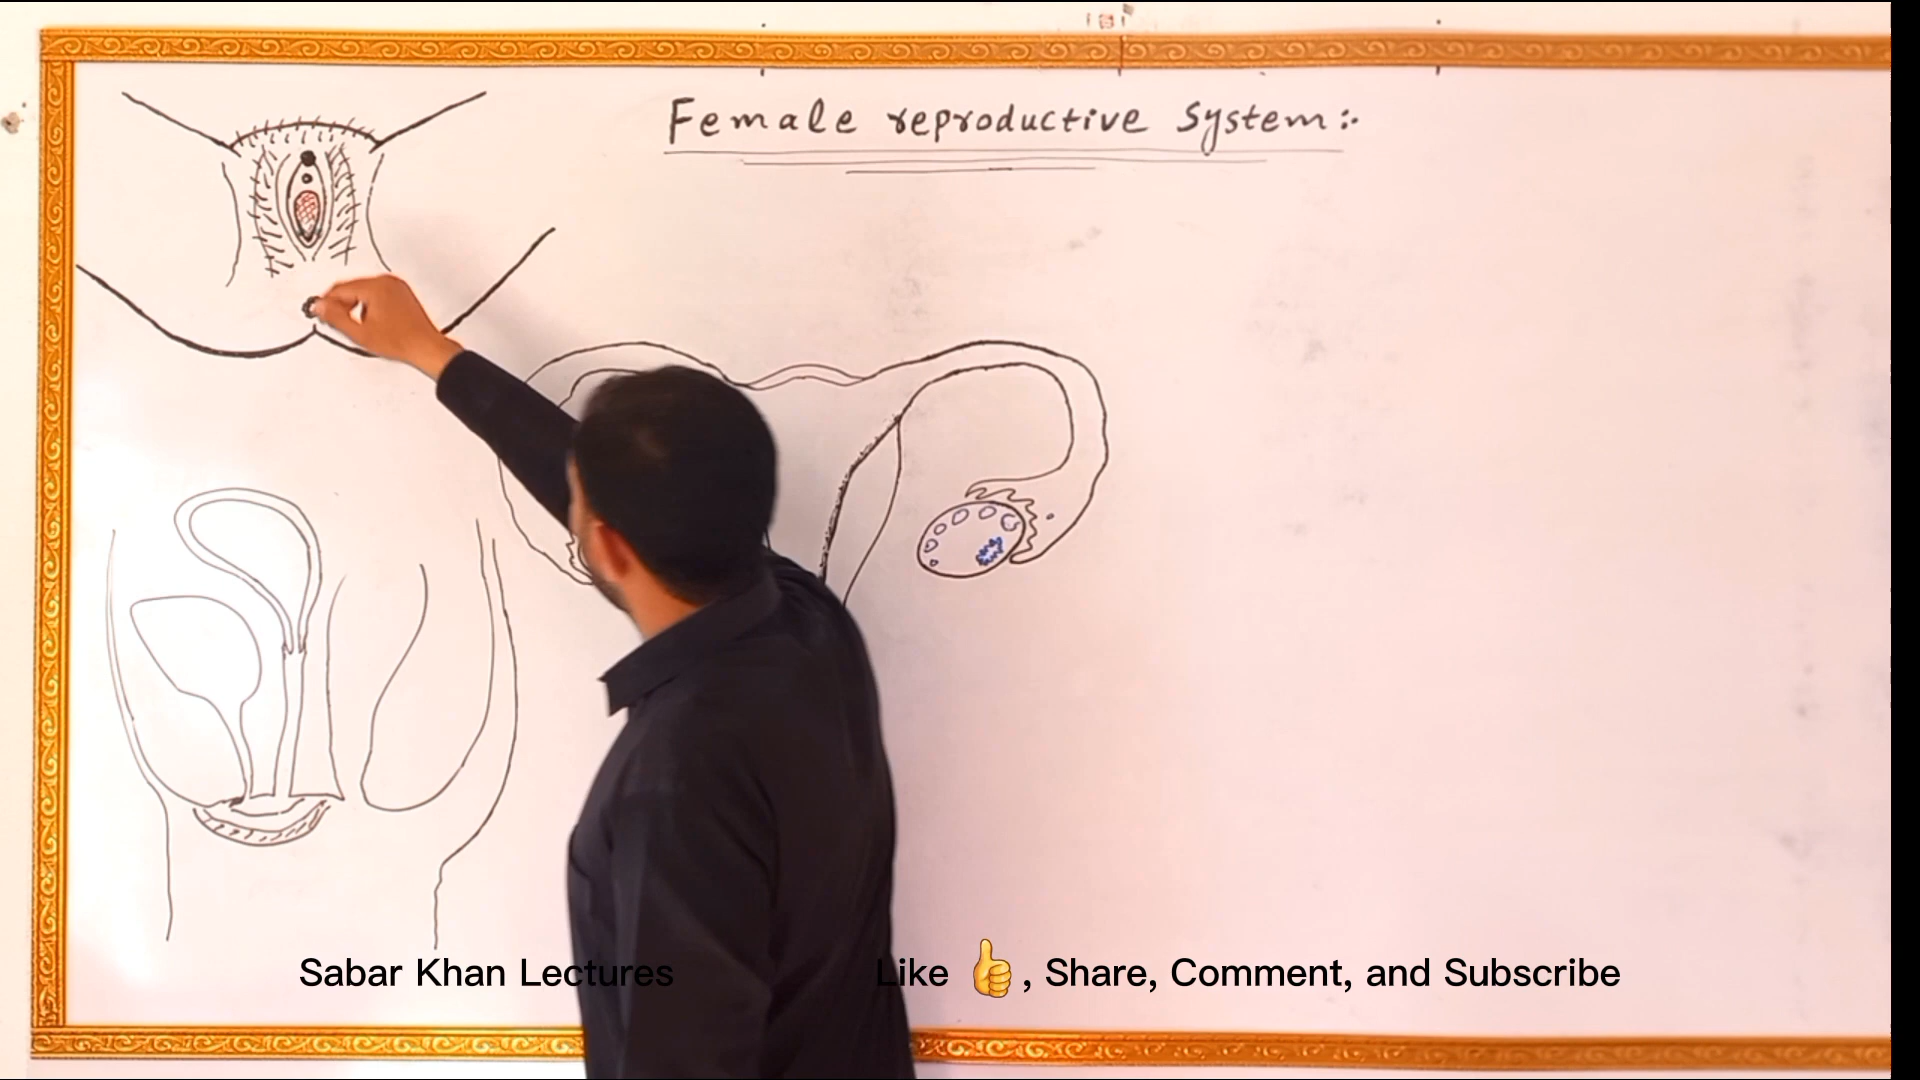 Female reproductive System:-
Sabar Khan Lectures
Like 👍, Share, Comment, and Subscribe